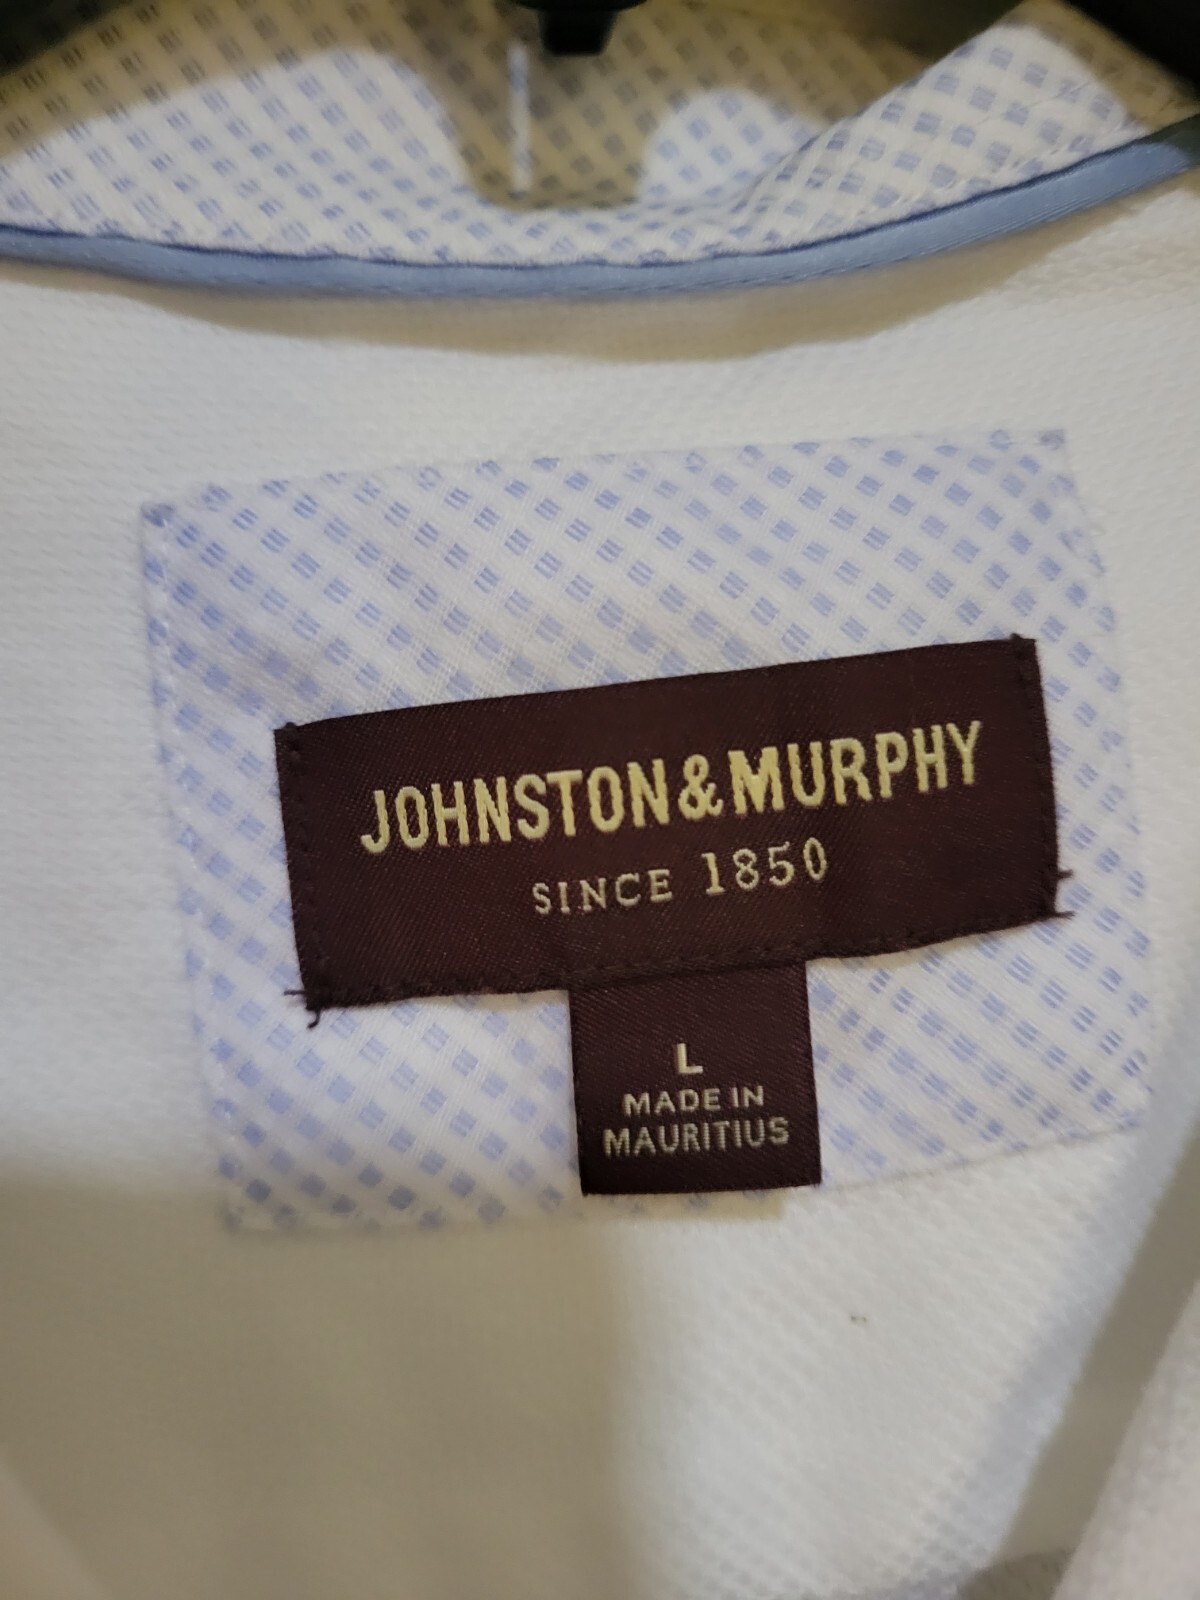 JOHNSTON & MURPHY
SINCE 1850
L
MADE IN
MAURITIUS